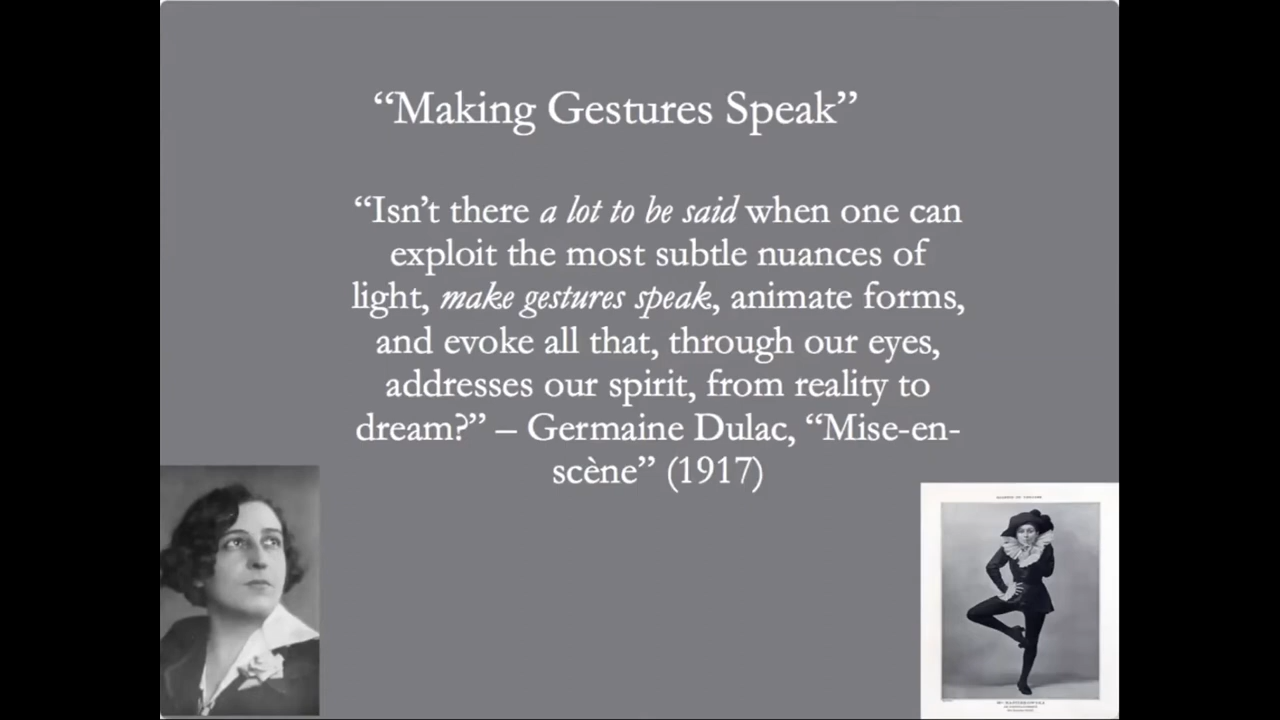 “Making Gestures Speak”
“Isn’t there a lot to be said when one can
exploit the most subtle nuances of
light, make gestures speak, animate forms,
and evoke all that, through our eyes,
addresses our spirit, from reality to
dream?” – Germaine Dulac, “Mise-en-
scène” (1917)